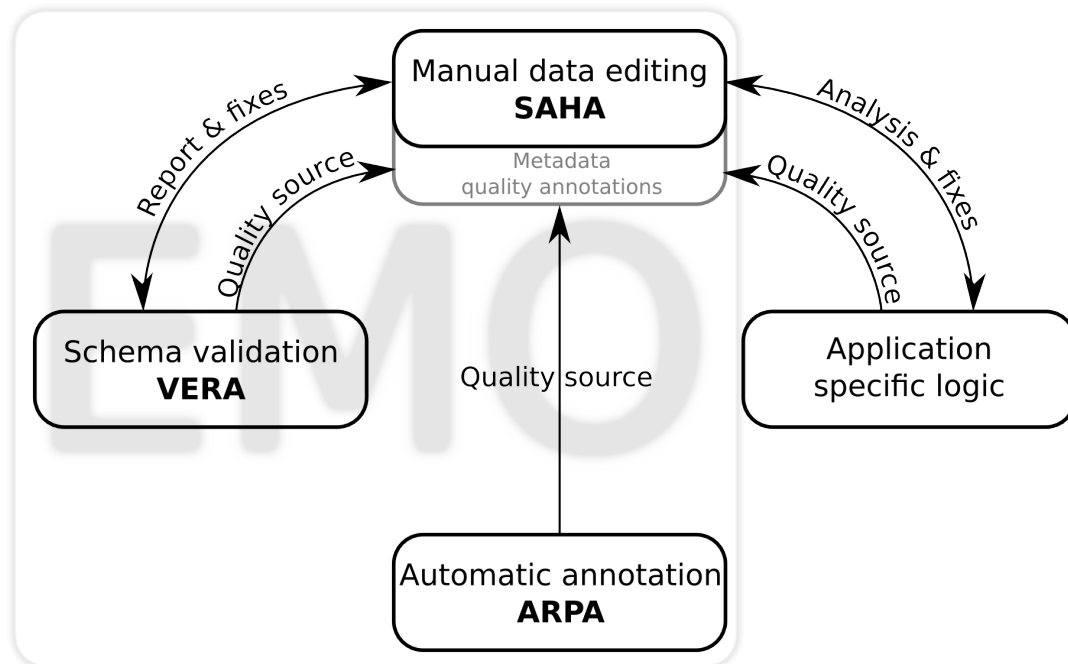 Manual data editing
SAHA
Metadada
quality annotations
Report & fixes
Quality source
Analysis & fixes
Quality source
EMO
Schema validation
VERA
Quality source
Application
specific logic
Automatic annotation
ARPA